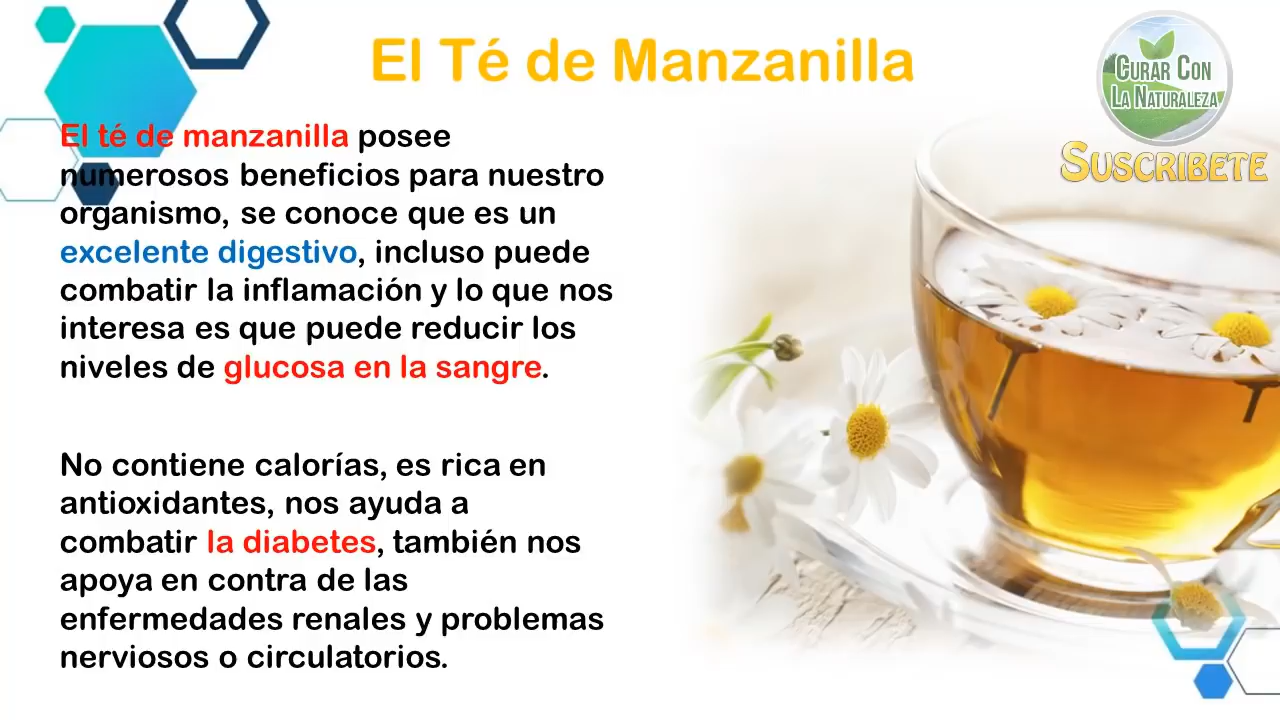 El Té de Manzanilla
CURAR CON
LA NATURALEZA
SUSCRIBETE
El té de manzanilla posee
numerosos beneficios para nuestro
organismo, se conoce que es un
excelente digestivo, incluso puede
combatir la inflamación y lo que nos
interesa es que puede reducir los
niveles de glucosa en la sangre.
No contiene calorías, es rica en
antioxidantes, nos ayuda a
combatir la diabetes, también nos
apoya en contra de las
enfermedades renales y problemas
nerviosos o circulatorios.